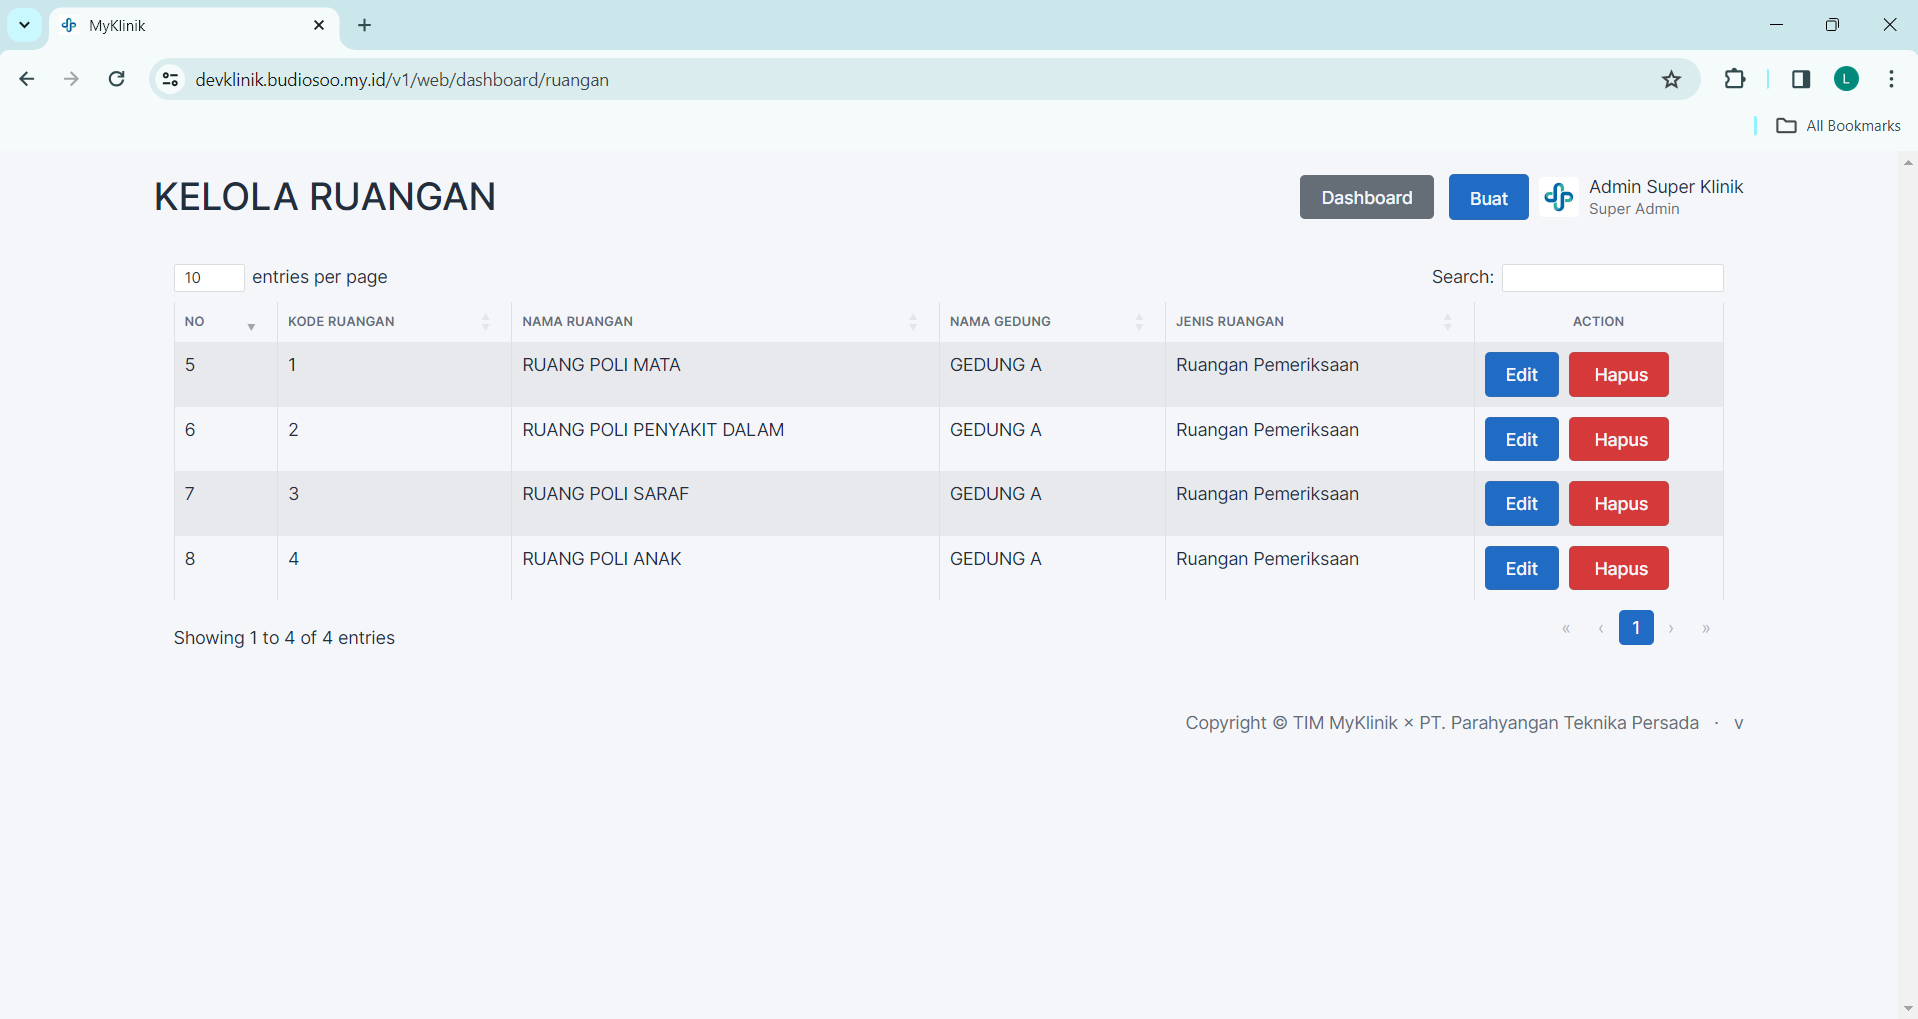 MyKlinik
devklinik.budiosoo.my.id/v1/web/dashboard/ruangan
L
All Bookmarks
KELOLA RUANGAN
Dashboard
Buat
Admin Super Klinik
Super Admin
10 entries per page
Search:
NO KODE RUANGAN NAMA RUANGAN NAMA GEDUNG JENIS RUANGAN ACTION
5 1 RUANG POLI MATA GEDUNG A Ruangan Pemeriksaan Edit Hapus
6 2 RUANG POLI PENYAKIT DALAM GEDUNG A Ruangan Pemeriksaan Edit Hapus
7 3 RUANG POLI SARAF GEDUNG A Ruangan Pemeriksaan Edit Hapus
8 4 RUANG POLI ANAK GEDUNG A Ruangan Pemeriksaan Edit Hapus
Showing 1 to 4 of 4 entries
« ‹ 1 › »
Copyright © TIM MyKlinik × PT. Parahyangan Teknika Persada · v